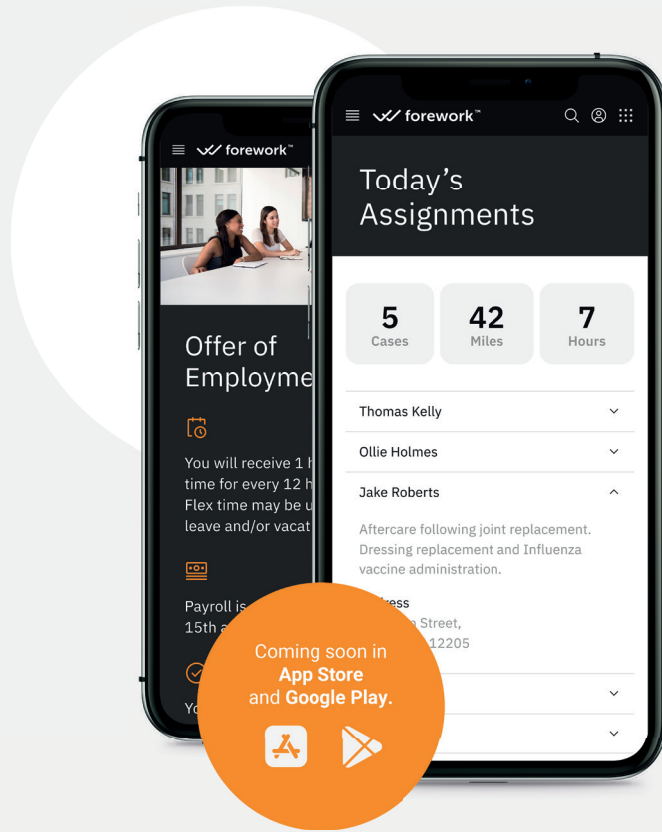 forework™
Offer of
Employme
You will receive 1 h
time for every 12 h
Flex time may be u
leave and/or vacat
Payroll is
15th a
Yo
forework™
Today’s
Assignments
5
Cases
42
Miles
7
Hours
Thomas Kelly
Ollie Holmes
Jake Roberts
Aftercare following joint replacement.
Dressing replacement and Influenza
vaccine administration.
ress
Street,
12205
Coming soon in
App Store
and Google Play.